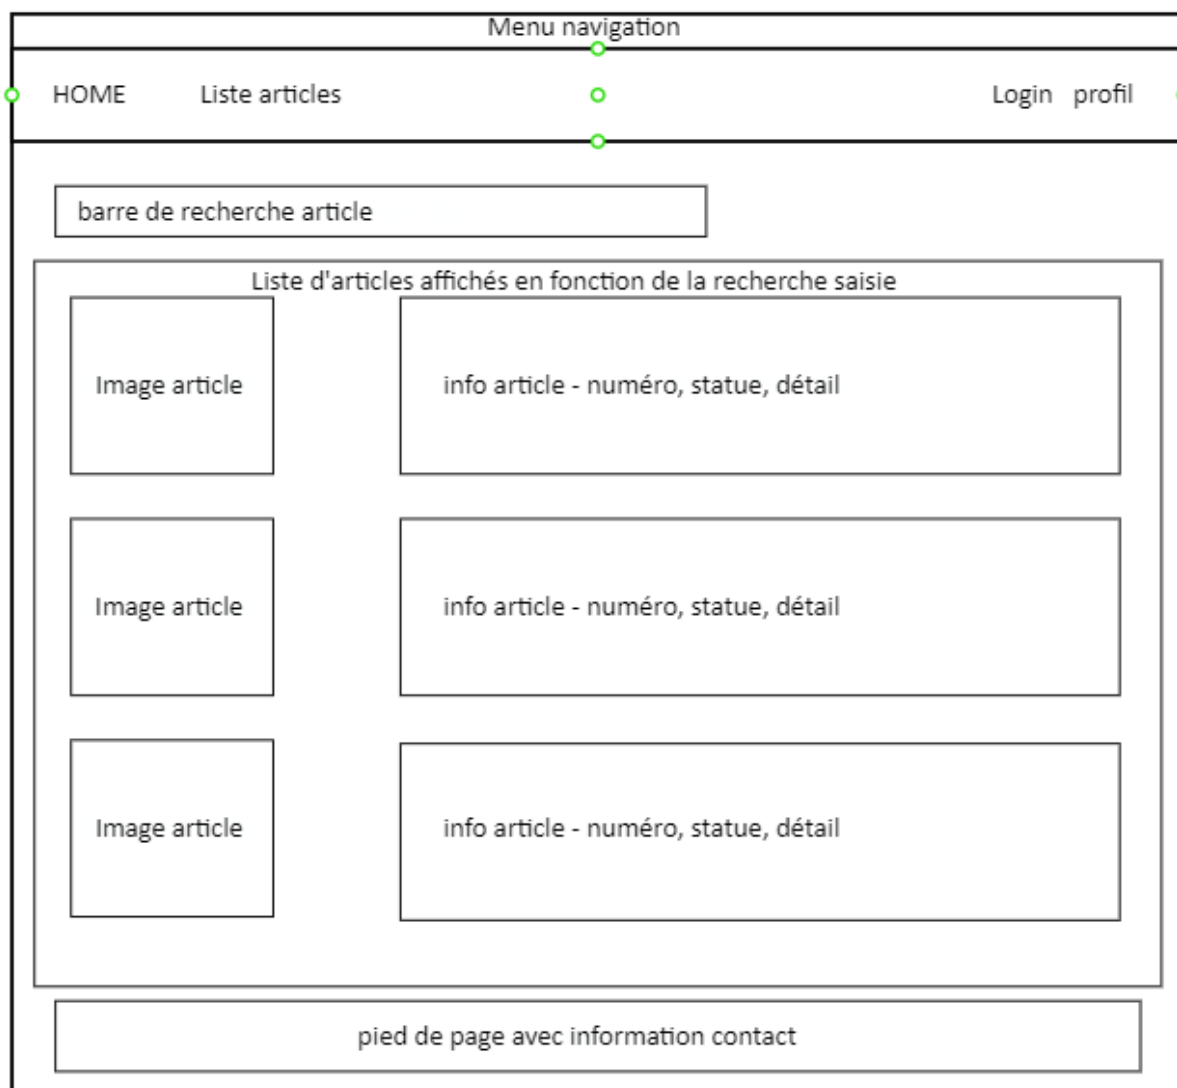 Menu navigation
HOME Liste articles Login profil
barre de recherche article
Liste d'articles affichés en fonction de la recherche saisie
Image article info article - numéro, statue, détail
Image article info article - numéro, statue, détail
Image article info article - numéro, statue, détail
pied de page avec information contact